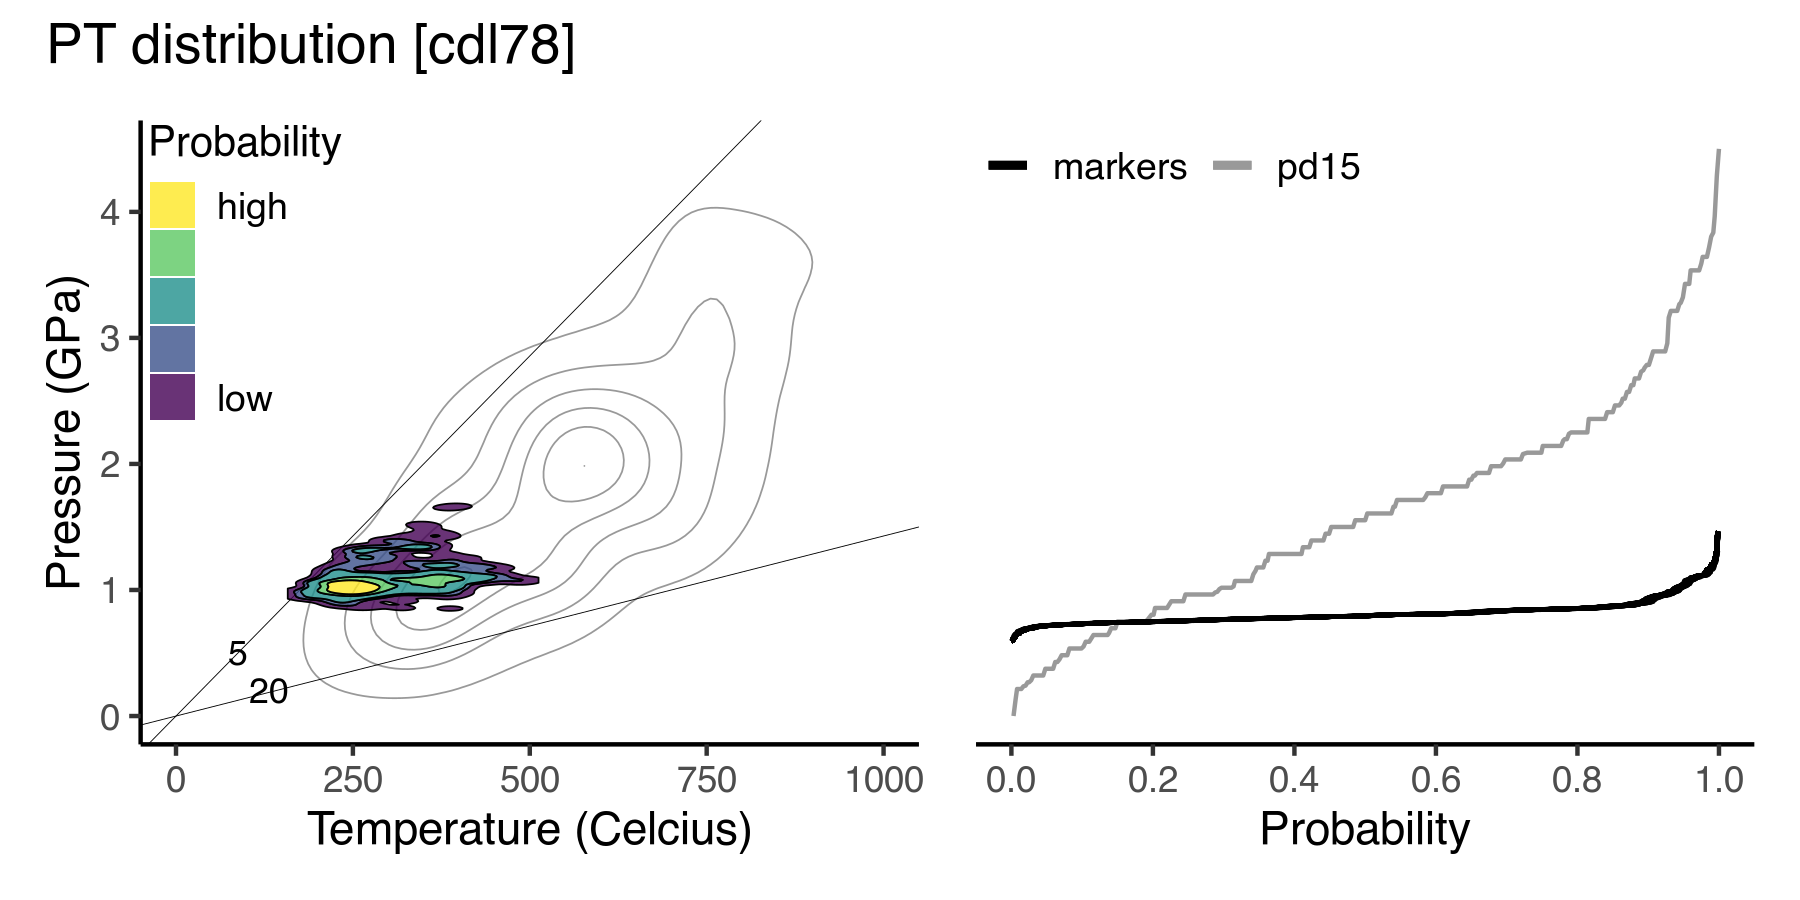 PT distribution [cdl78]
Probability
high
low
Pressure (GPa)
4
3
2
1
0
5
20
0 250 500 750 1000
Temperature (Celcius)
markers pd15
0.0 0.2 0.4 0.6 0.8 1.0
Probability